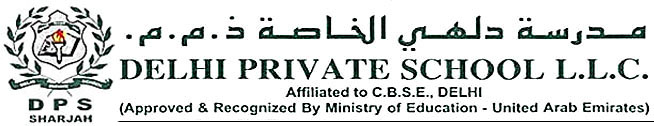 مدرسة دلهي الخاصة ذ.م.م.
DELHI PRIVATE SCHOOL L.L.C.
Affiliated to C.B.S.E., DELHI
(Approved & Recognized By Ministry of Education - United Arab Emirates)
DPS
SHARJAH